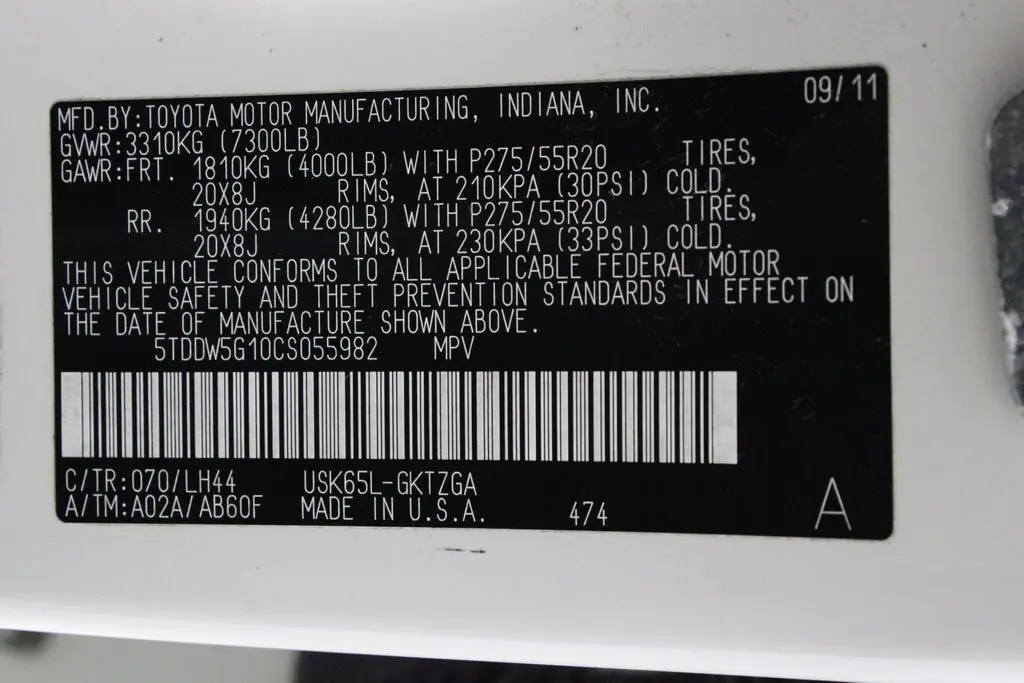 09/11
MFD.BY:TOYOTA MOTOR MANUFACTURING, INDIANA, INC.
GVWR:3310KG (7300LB)
GAWR:FRT. 1810KG (4000LB) WITH P275/55R20 TIRES,
20X8J RIMS, AT 210KPA (30PSI) COLD.
RR. 1940KG (4280LB) WITH P275/55R20 TIRES,
20X8J RIMS, AT 230KPA (33PSI) COLD.
THIS VEHICLE CONFORMS TO ALL APPLICABLE FEDERAL MOTOR
VEHICLE SAFETY AND THEFT PREVENTION STANDARDS IN EFFECT ON
THE DATE OF MANUFACTURE SHOWN ABOVE.
5TDDW5G10CS055982 MPV
C/TR:070/LH44 USK65L-GKTZGA
A/TM:A02A/AB60F MADE IN U.S.A. 474 A